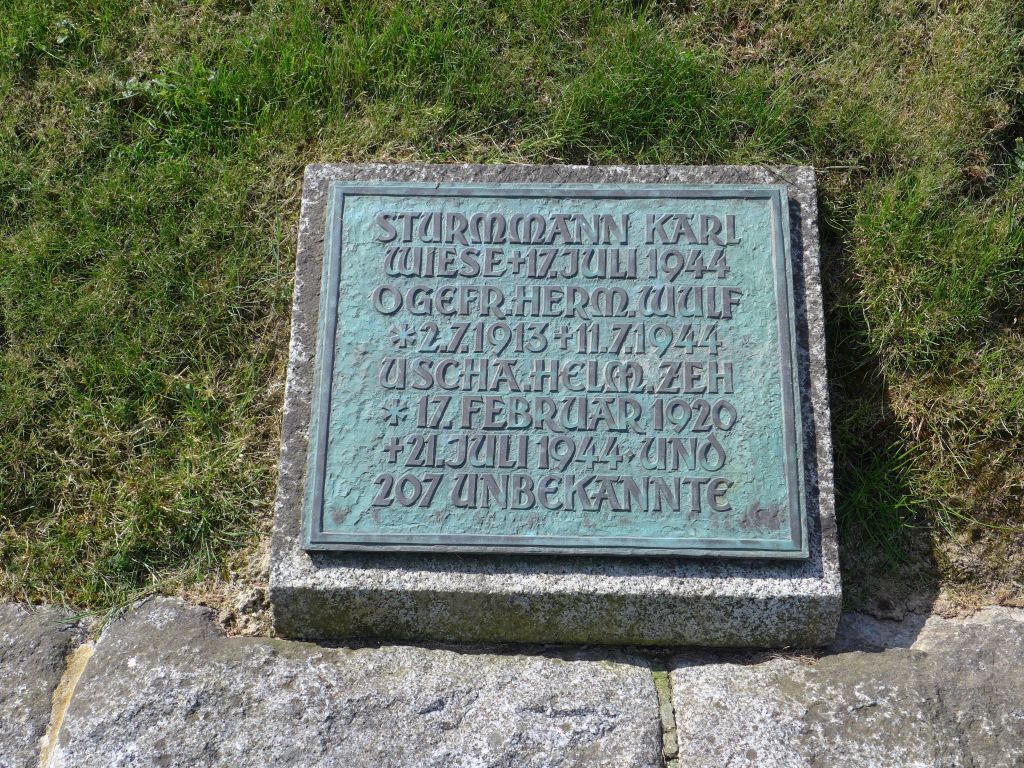 STURMMANN KARL
WIESE+17.JULI 1944
OGEFR.HERM.WULF
*2.7.1913+11.7.1944
USCHA.HELM.ZEH
* 17.FEBRUAR 1920
+21.JULI 1944·UND
207 UNBEKANNTE